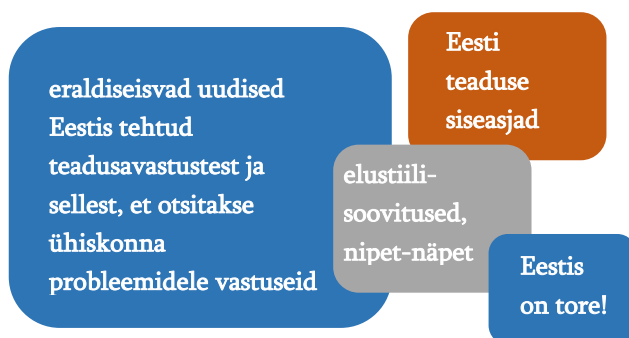 eraldiseisvad uudised
Eestis tehtud
teadusavastustest ja
sellest, et otsitakse
ühiskonna
probleemidele vastuseid
Eesti
teaduse
siseasjad
elustiili-
soovitused,
nipet-näpet
Eestis
on tore!